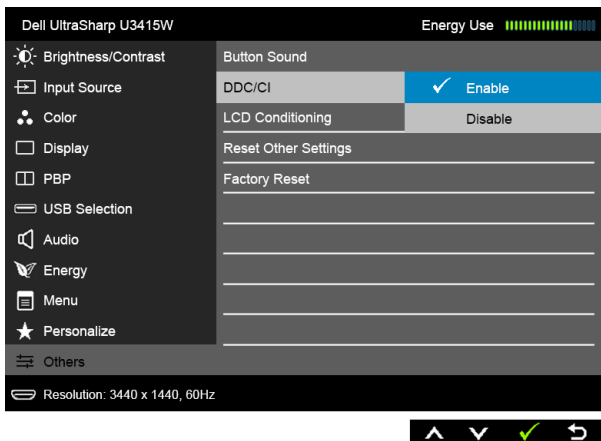 Dell UltraSharp U3415W Energy Use
Brightness/Contrast Button Sound
Input Source DDC/CI Enable
Color LCD Conditioning Disable
Display Reset Other Settings
PBP Factory Reset
USB Selection
Audio
Energy
Menu
Personalize
Others
Resolution: 3440 x 1440, 60Hz